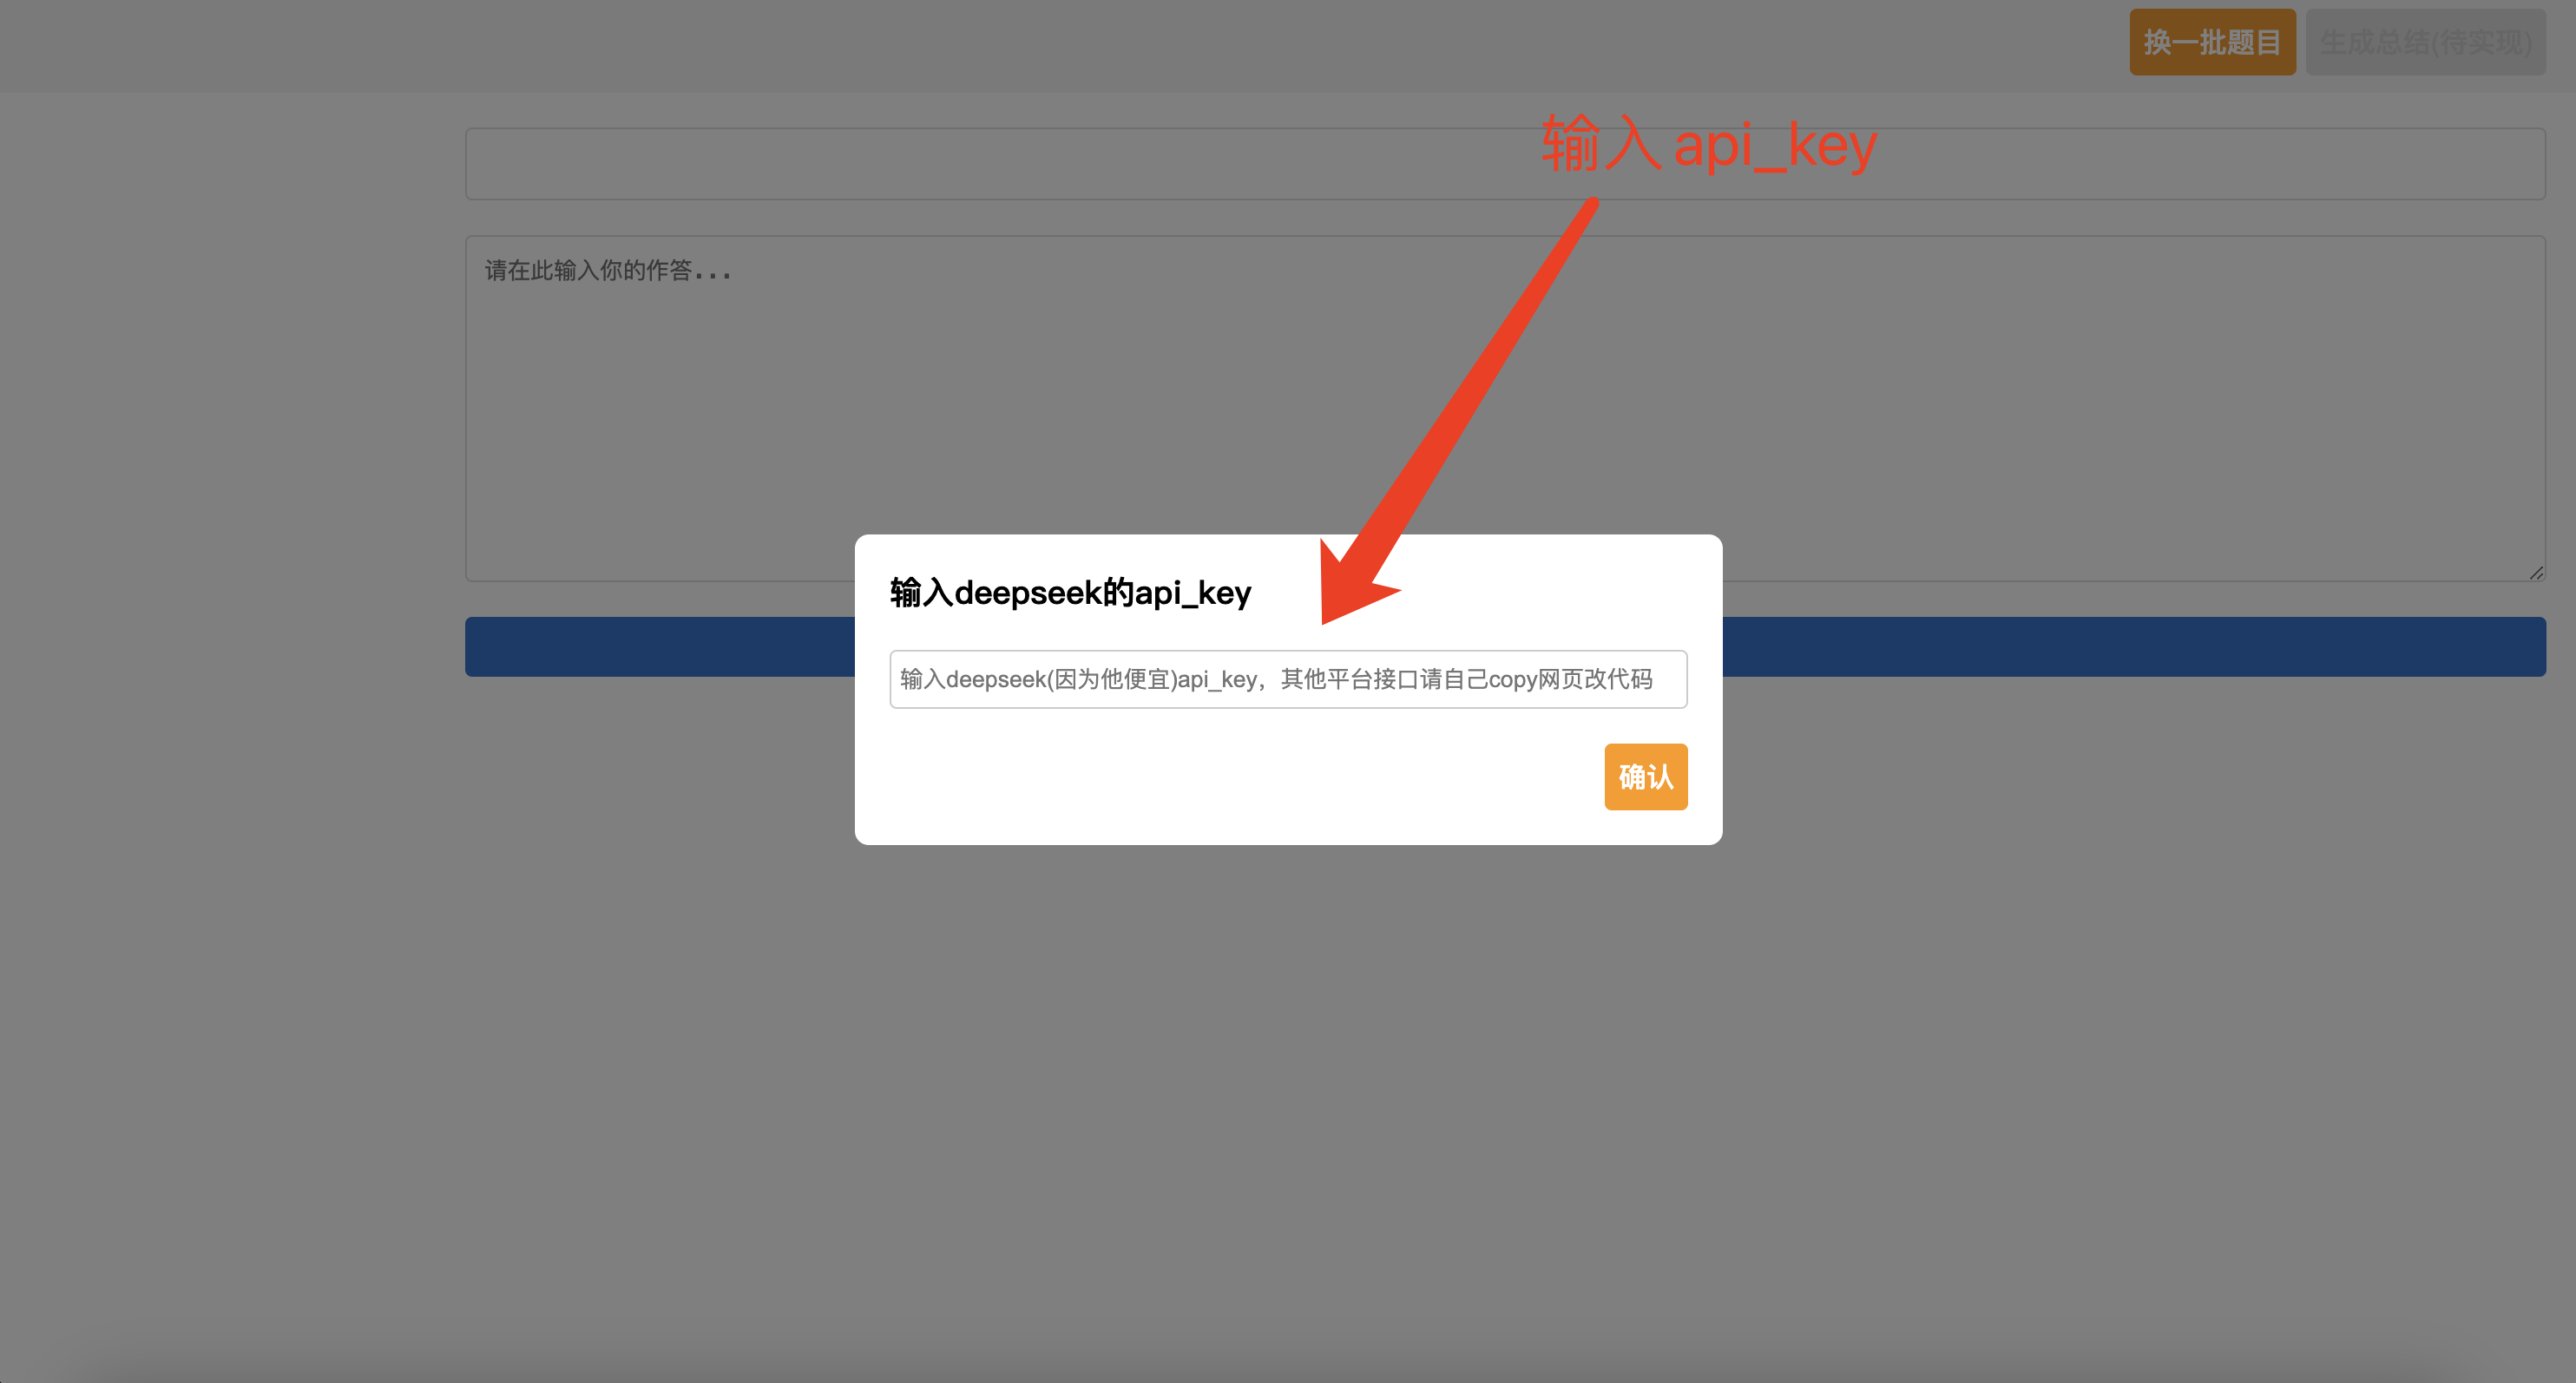 换一批题目 生成总结(待实现)
输入 api_key
请在此输入你的作答...
输入deepseek的api_key
输入deepseek(因为他便宜)api_key，其他平台接口请自己copy网页改代码
确认